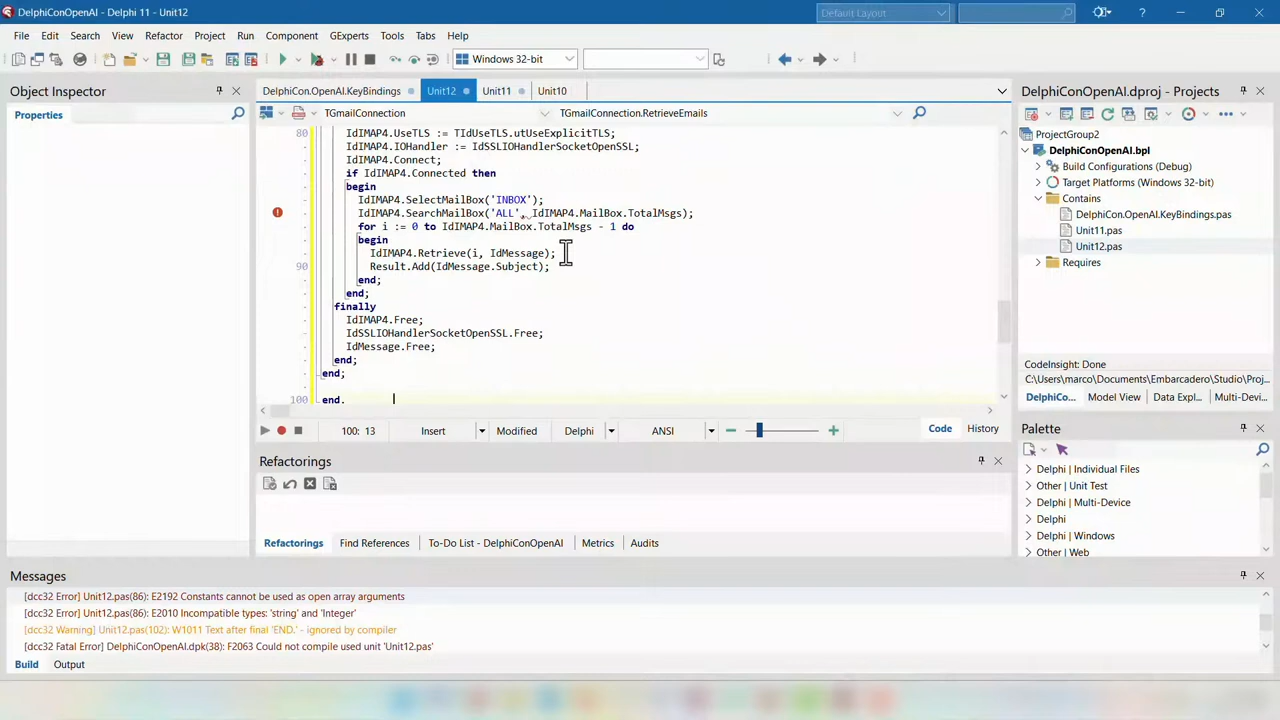 DelphiConOpenAI - Delphi 11 - Unit12
Default Layout
File Edit Search View Refactor Project Run Component GExperts Tools Tabs Help
Windows 32-bit
Object Inspector
Properties
DelphiCon.OpenAI.KeyBindings Unit12 Unit11 Unit10
TGmailConnection TGmailConnection.RetrieveEmails
80 IdIMAP4.UseTLS := TIdUseTLS.utUseExplicitTLS;
IdIMAP4.IOHandler := IdSSLIOHandlerSocketOpenSSL;
IdIMAP4.Connect;
if IdIMAP4.Connected then
begin
IdIMAP4.SelectMailBox('INBOX');
IdIMAP4.SearchMailBox('ALL', IdIMAP4.MailBox.TotalMsgs);
for i := 0 to IdIMAP4.MailBox.TotalMsgs - 1 do
begin
IdIMAP4.Retrieve(i, IdMessage);
90 Result.Add(IdMessage.Subject);
end;
end;
finally
IdIMAP4.Free;
IdSSLIOHandlerSocketOpenSSL.Free;
IdMessage.Free;
end;
end;
100 end.
100: 13 Insert Modified Delphi ANSI Code History
Refactorings
Refactorings Find References To-Do List - DelphiConOpenAI Metrics Audits
DelphiConOpenAI.dproj - Projects
ProjectGroup2
DelphiConOpenAI.bpl
Build Configurations (Debug)
Target Platforms (Windows 32-bit)
Contains
DelphiCon.OpenAI.KeyBindings.pas
Unit11.pas
Unit12.pas
Requires
CodeInsight: Done
C:\Users\marco\Documents\Embarcadero\Studio\Proj...
DelphiCo... Model View Data Expl... Multi-Devi...
Palette
Delphi | Individual Files
Other | Unit Test
Delphi | Multi-Device
Delphi
Delphi | Windows
Other | Web
Messages
[dcc32 Error] Unit12.pas(86): E2192 Constants cannot be used as open array arguments
[dcc32 Error] Unit12.pas(86): E2010 Incompatible types: 'string' and 'Integer'
[dcc32 Warning] Unit12.pas(102): W1011 Text after final 'END.' - ignored by compiler
[dcc32 Fatal Error] DelphiConOpenAI.dpk(38): F2063 Could not compile used unit 'Unit12.pas'
Build Output